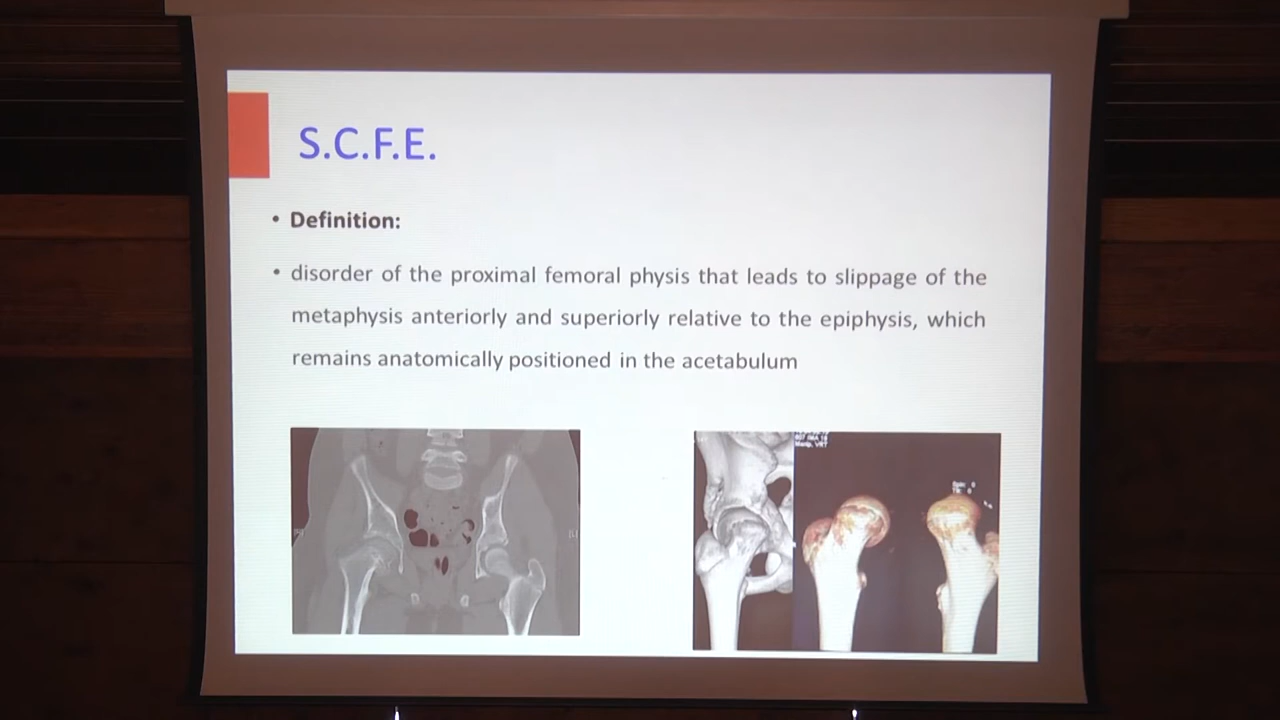 S.C.F.E.
• Definition:
• disorder of the proximal femoral physis that leads to slippage of the
metaphysis anteriorly and superiorly relative to the epiphysis, which
remains anatomically positioned in the acetabulum